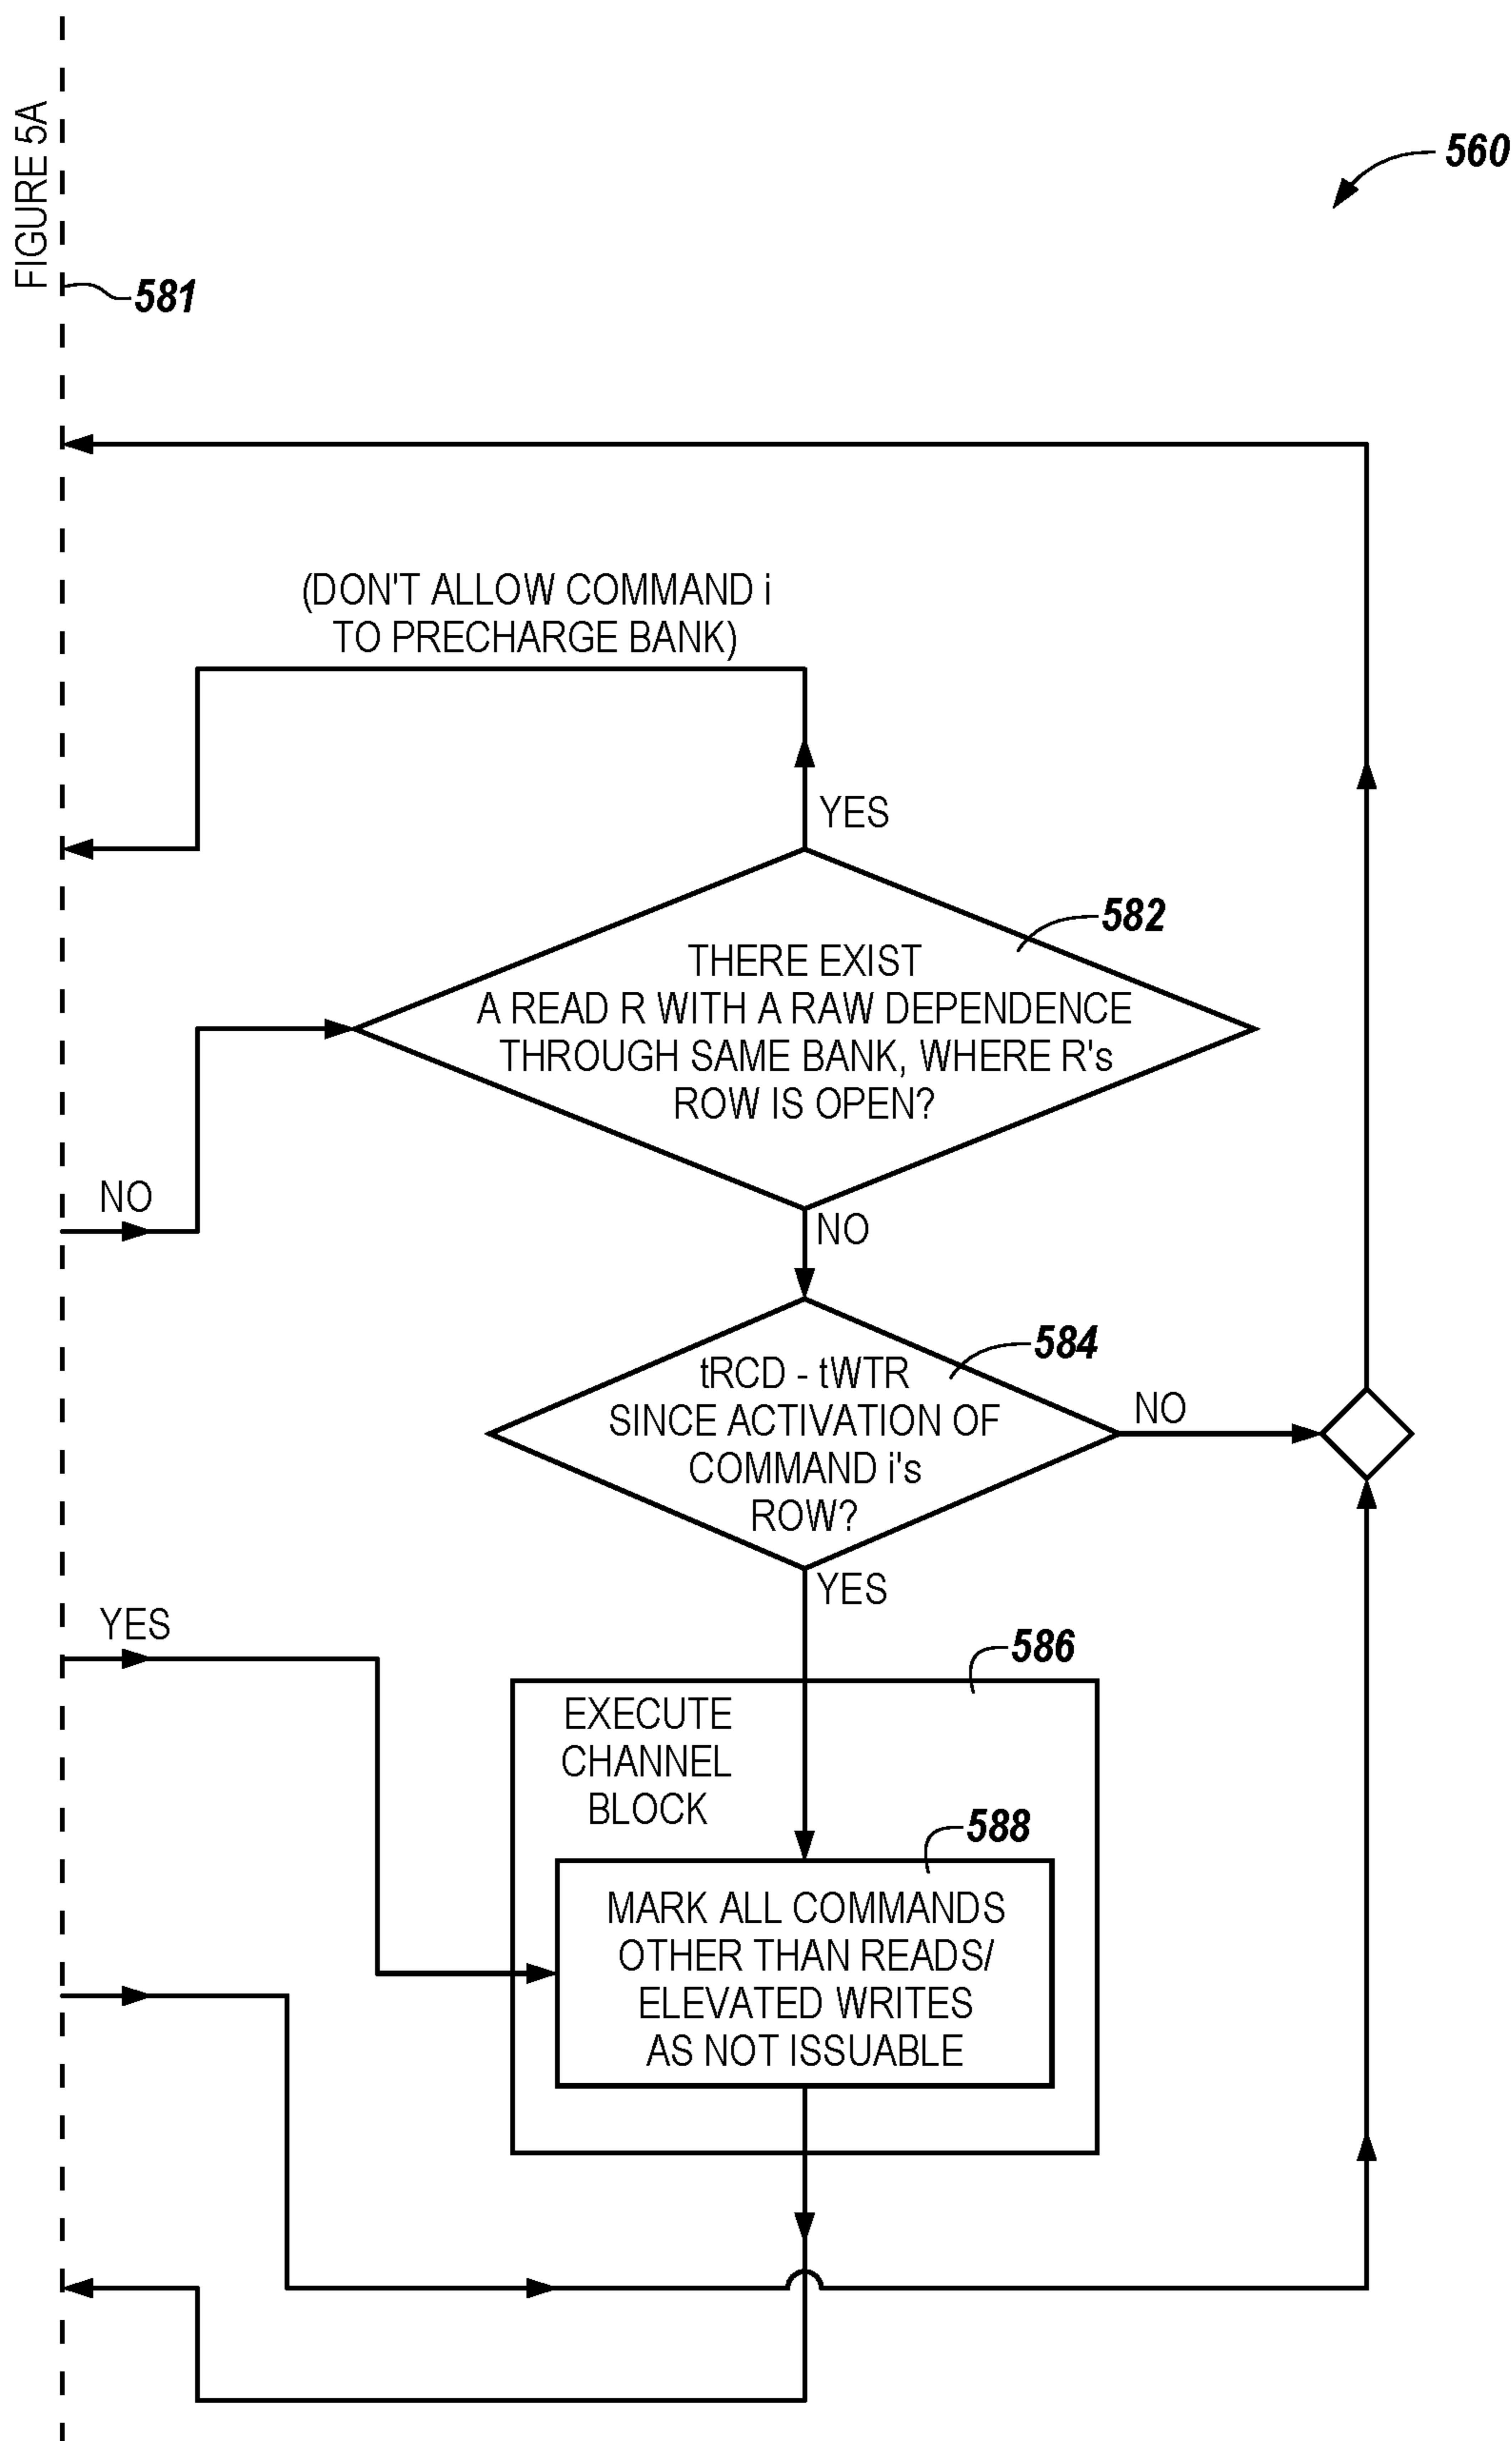 FIGURE 5A
560
581
(DON'T ALLOW COMMAND i
TO PRECHARGE BANK)
YES
582
THERE EXIST
A READ R WITH A RAW DEPENDENCE
THROUGH SAME BANK, WHERE R's
ROW IS OPEN?
NO
NO
584
tRCD - tWTR
SINCE ACTIVATION OF
COMMAND i's
ROW?
NO
YES
YES
586
EXECUTE
CHANNEL
BLOCK
588
MARK ALL COMMANDS
OTHER THAN READS/
ELEVATED WRITES
AS NOT ISSUABLE